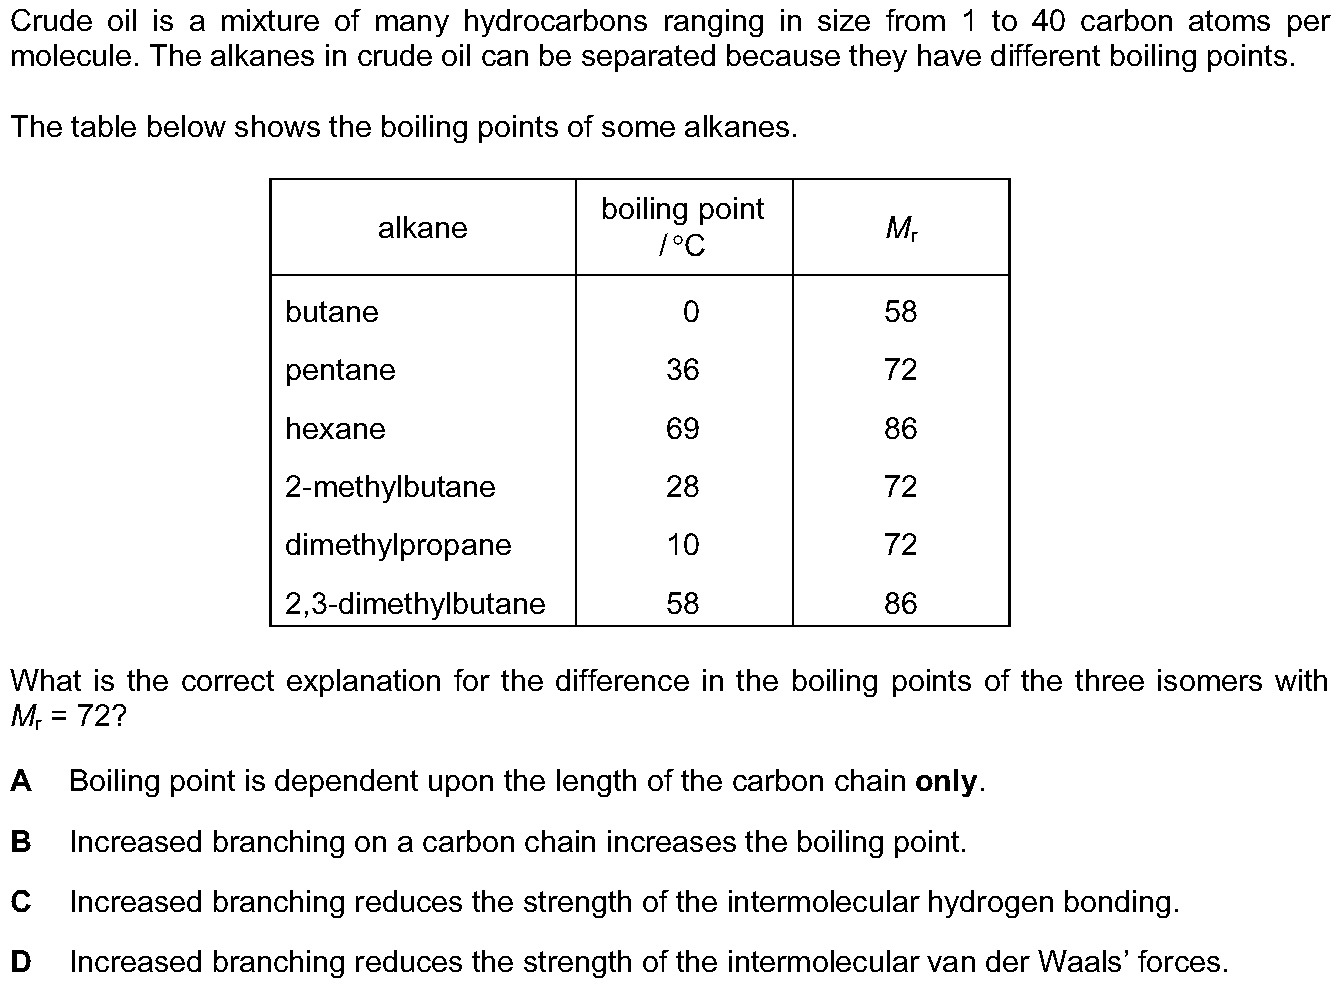 Crude oil is a mixture of many hydrocarbons ranging in size from 1 to 40 carbon atoms per
molecule. The alkanes in crude oil can be separated because they have different boiling points.
The table below shows the boiling points of some alkanes.
alkane boiling point /°C Mr
butane 0 58
pentane 36 72
hexane 69 86
2-methylbutane 28 72
dimethylpropane 10 72
2,3-dimethylbutane 58 86
What is the correct explanation for the difference in the boiling points of the three isomers with
Mr = 72?
A Boiling point is dependent upon the length of the carbon chain only.
B Increased branching on a carbon chain increases the boiling point.
C Increased branching reduces the strength of the intermolecular hydrogen bonding.
D Increased branching reduces the strength of the intermolecular van der Waals’ forces.